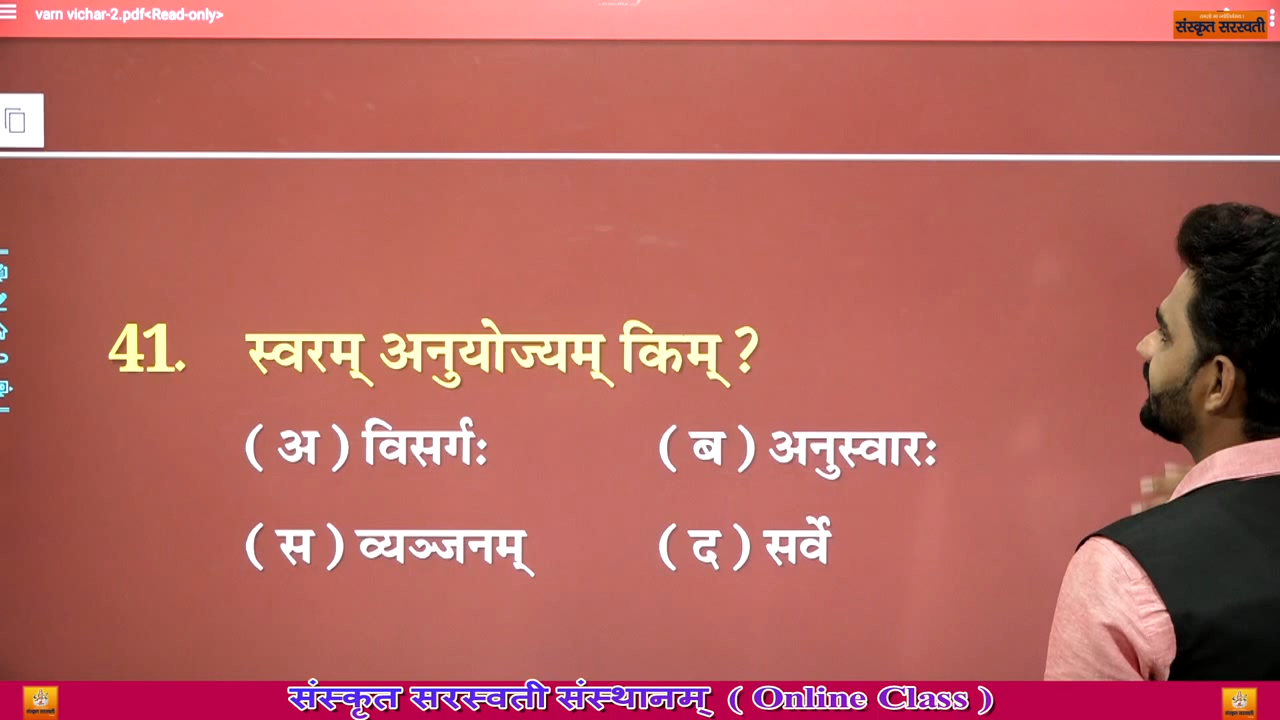 varn vichar-2.pdf<Read-only>
संस्कृत सरस्वती
41. स्वरम् अनुयोज्यम् किम् ?
( अ ) विसर्गः ( ब ) अनुस्वारः
( स ) व्यञ्जनम् ( द ) सर्वे
संस्कृत सरस्वती संस्थानम् ( Online Class )